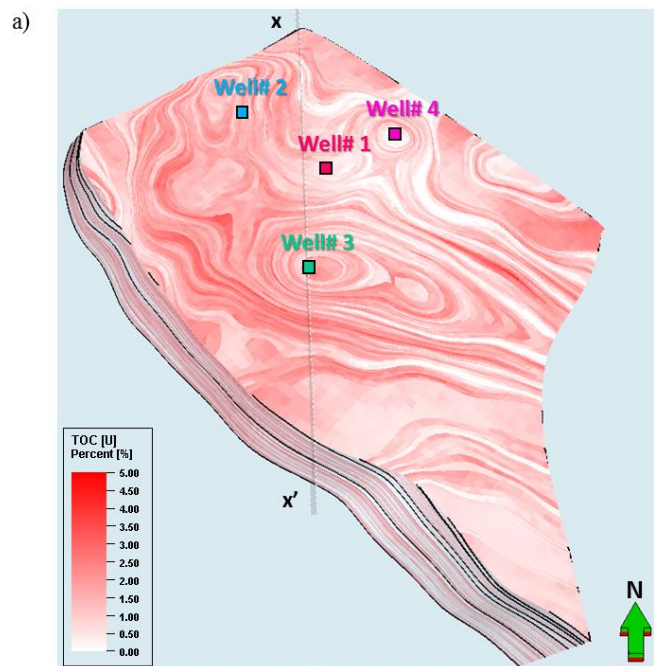 a)
x
Well# 2
Well# 4
Well# 1
Well# 3
x’
TOC [U]
Percent [%]
5.00
4.50
4.00
3.50
3.00
2.50
2.00
1.50
1.00
0.50
0.00
N